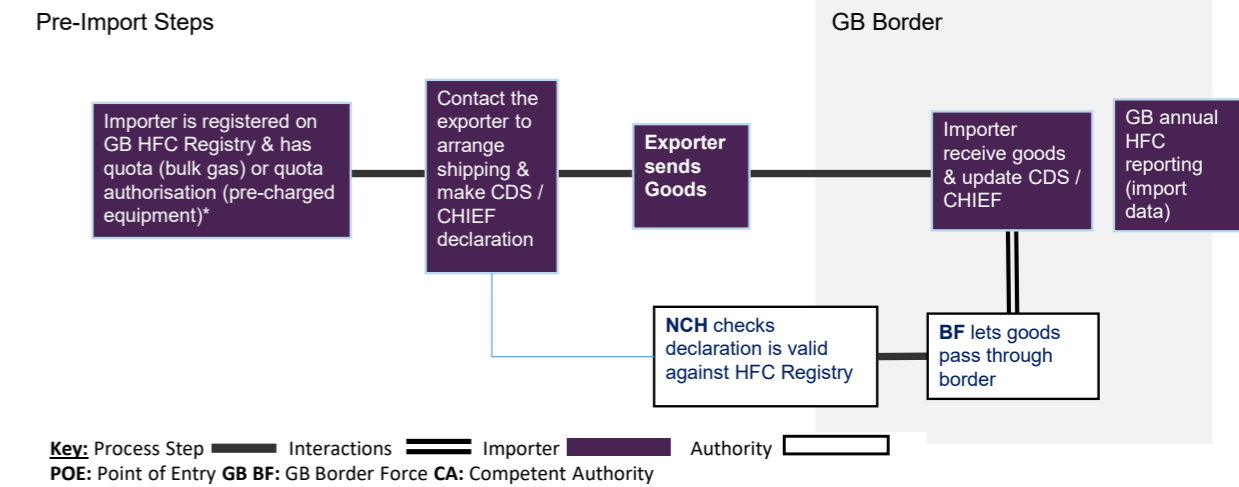 Pre-Import Steps
GB Border
Importer is registered on
GB HFC Registry & has
quota (bulk gas) or quota
authorisation (pre-charged
equipment)*
Contact the
exporter to
arrange
shipping &
make CDS /
CHIEF
declaration
Exporter
sends
Goods
Importer
receive goods
& update CDS /
CHIEF
GB annual
HFC
reporting
(import
data)
NCH checks
declaration is valid
against HFC Registry
BF lets goods
pass through
border
Key: Process Step Interactions Importer Authority
POE: Point of Entry GB BF: GB Border Force CA: Competent Authority